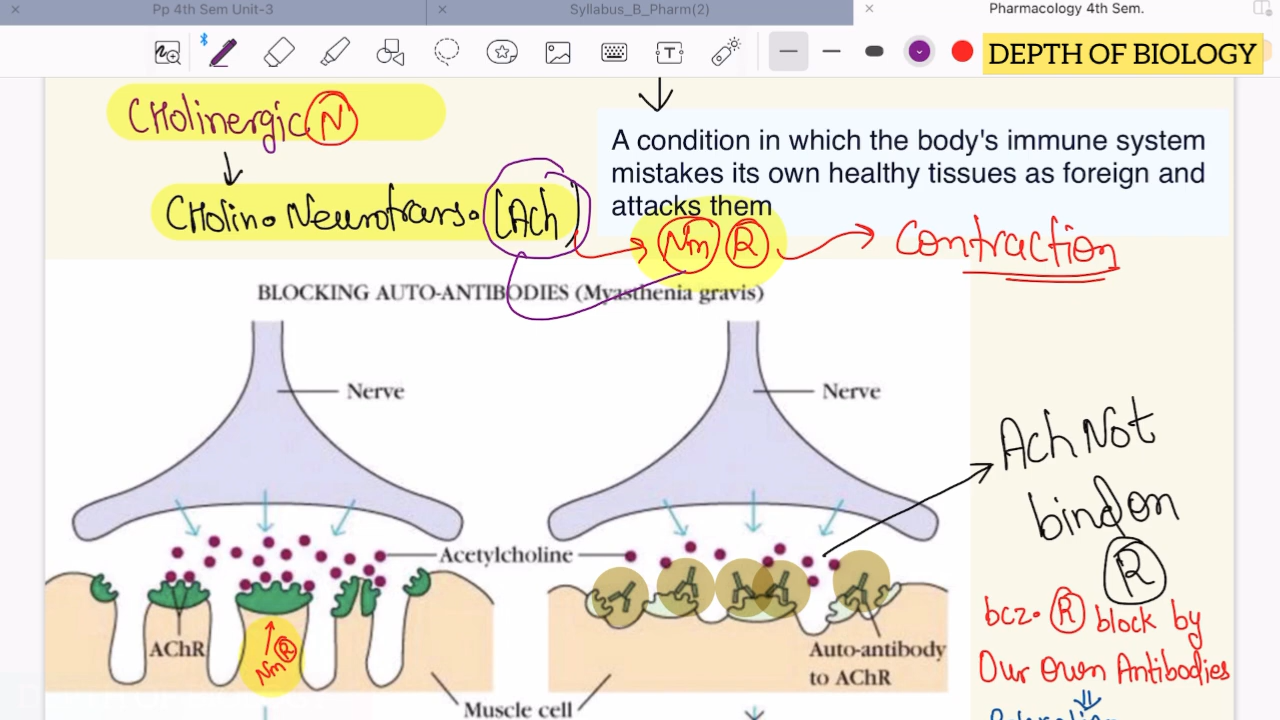 Pp 4th Sem Unit-3
Syllabus_B_Pharm(2)
Pharmacology 4th Sem.
DEPTH OF BIOLOGY
CHolinergic N
A condition in which the body's immune system
mistakes its own healthy tissues as foreign and
attacks them
CHolin. Neurotrans. [Ach]
Nm R
Contraction
BLOCKING AUTO-ANTIBODIES (Myasthenia gravis)
Nerve
Nerve
Ach Not
bind on
R
Acetylcholine
bcz. R block by
Our Own Antibodies
AChR
Nm R
Auto-antibody
to AChR
Muscle cell